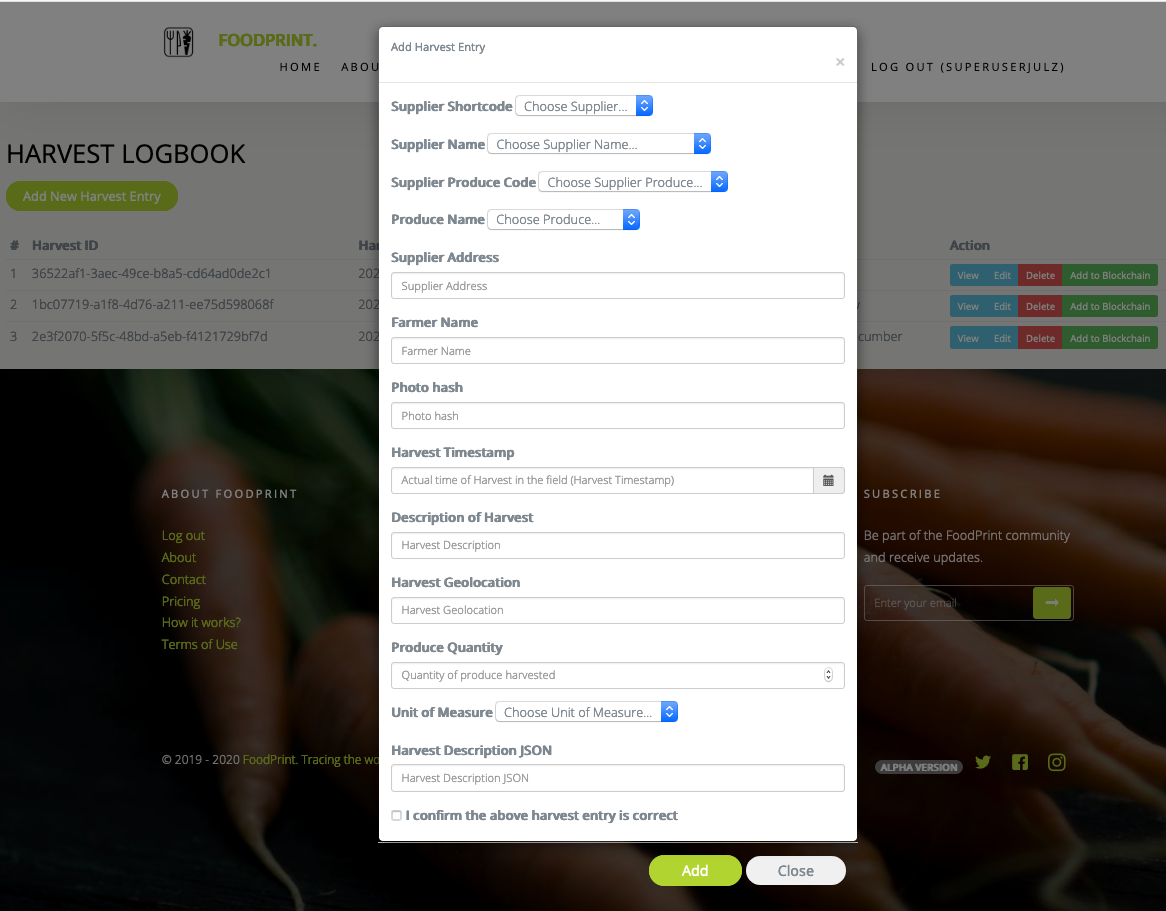 FOODPRINT.
HOME ABOU
LOG OUT (SUPERUSERJULZ)
HARVEST LOGBOOK
Add New Harvest Entry
# Harvest ID Ha Action
1 36522af1-3aec-49ce-b8a5-cd64ad0de2c1 202 View Edit Delete Add to Blockchain
2 1bc07719-a1f8-4d76-a211-ee75d598068f 202 View Edit Delete Add to Blockchain
3 2e3f2070-5f5c-48bd-a5eb-f4121729bf7d 202 cumber View Edit Delete Add to Blockchain
Add Harvest Entry
×
Supplier Shortcode Choose Supplier...
Supplier Name Choose Supplier Name...
Supplier Produce Code Choose Supplier Produce...
Produce Name Choose Produce...
Supplier Address
Supplier Address
Farmer Name
Farmer Name
Photo hash
Photo hash
Harvest Timestamp
Actual time of Harvest in the field (Harvest Timestamp)
Description of Harvest
Harvest Description
Harvest Geolocation
Harvest Geolocation
Produce Quantity
Quantity of produce harvested
Unit of Measure Choose Unit of Measure...
Harvest Description JSON
Harvest Description JSON
I confirm the above harvest entry is correct
Add Close
ABOUT FOODPRINT
Log out
About
Contact
Pricing
How it works?
Terms of Use
SUBSCRIBE
Be part of the FoodPrint community
and receive updates.
Enter your email
© 2019 - 2020 FoodPrint. Tracing the wo
ALPHA VERSION